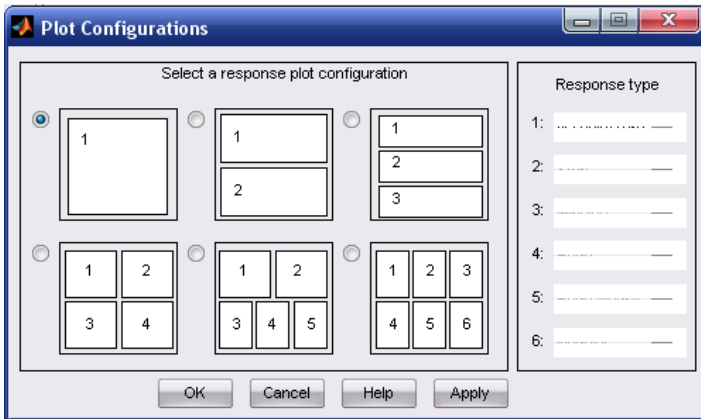 Plot Configurations
Select a response plot configuration
1
1
2
1
2
3
1 2
3 4
1 2
3 4 5
1 2 3
4 5 6
Response type
1:
2:
3:
4:
5:
6:
OK Cancel Help Apply